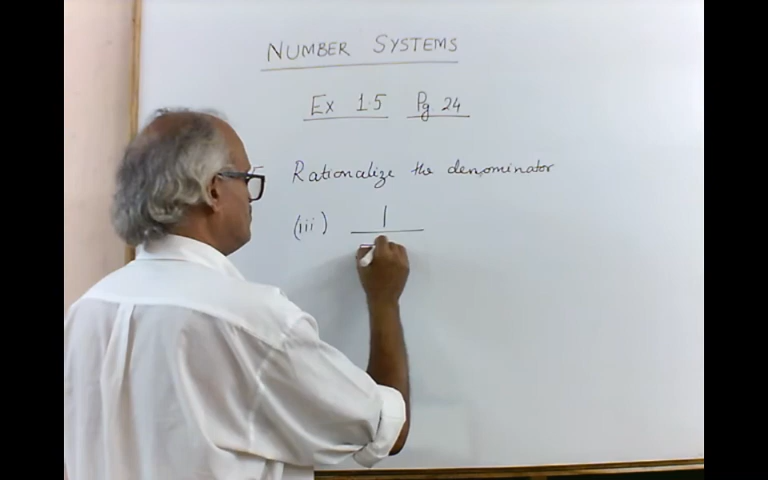 NUMBER SYSTEMS
Ex 1.5 Pg 24
Rationalize the denominator
(iii) 1